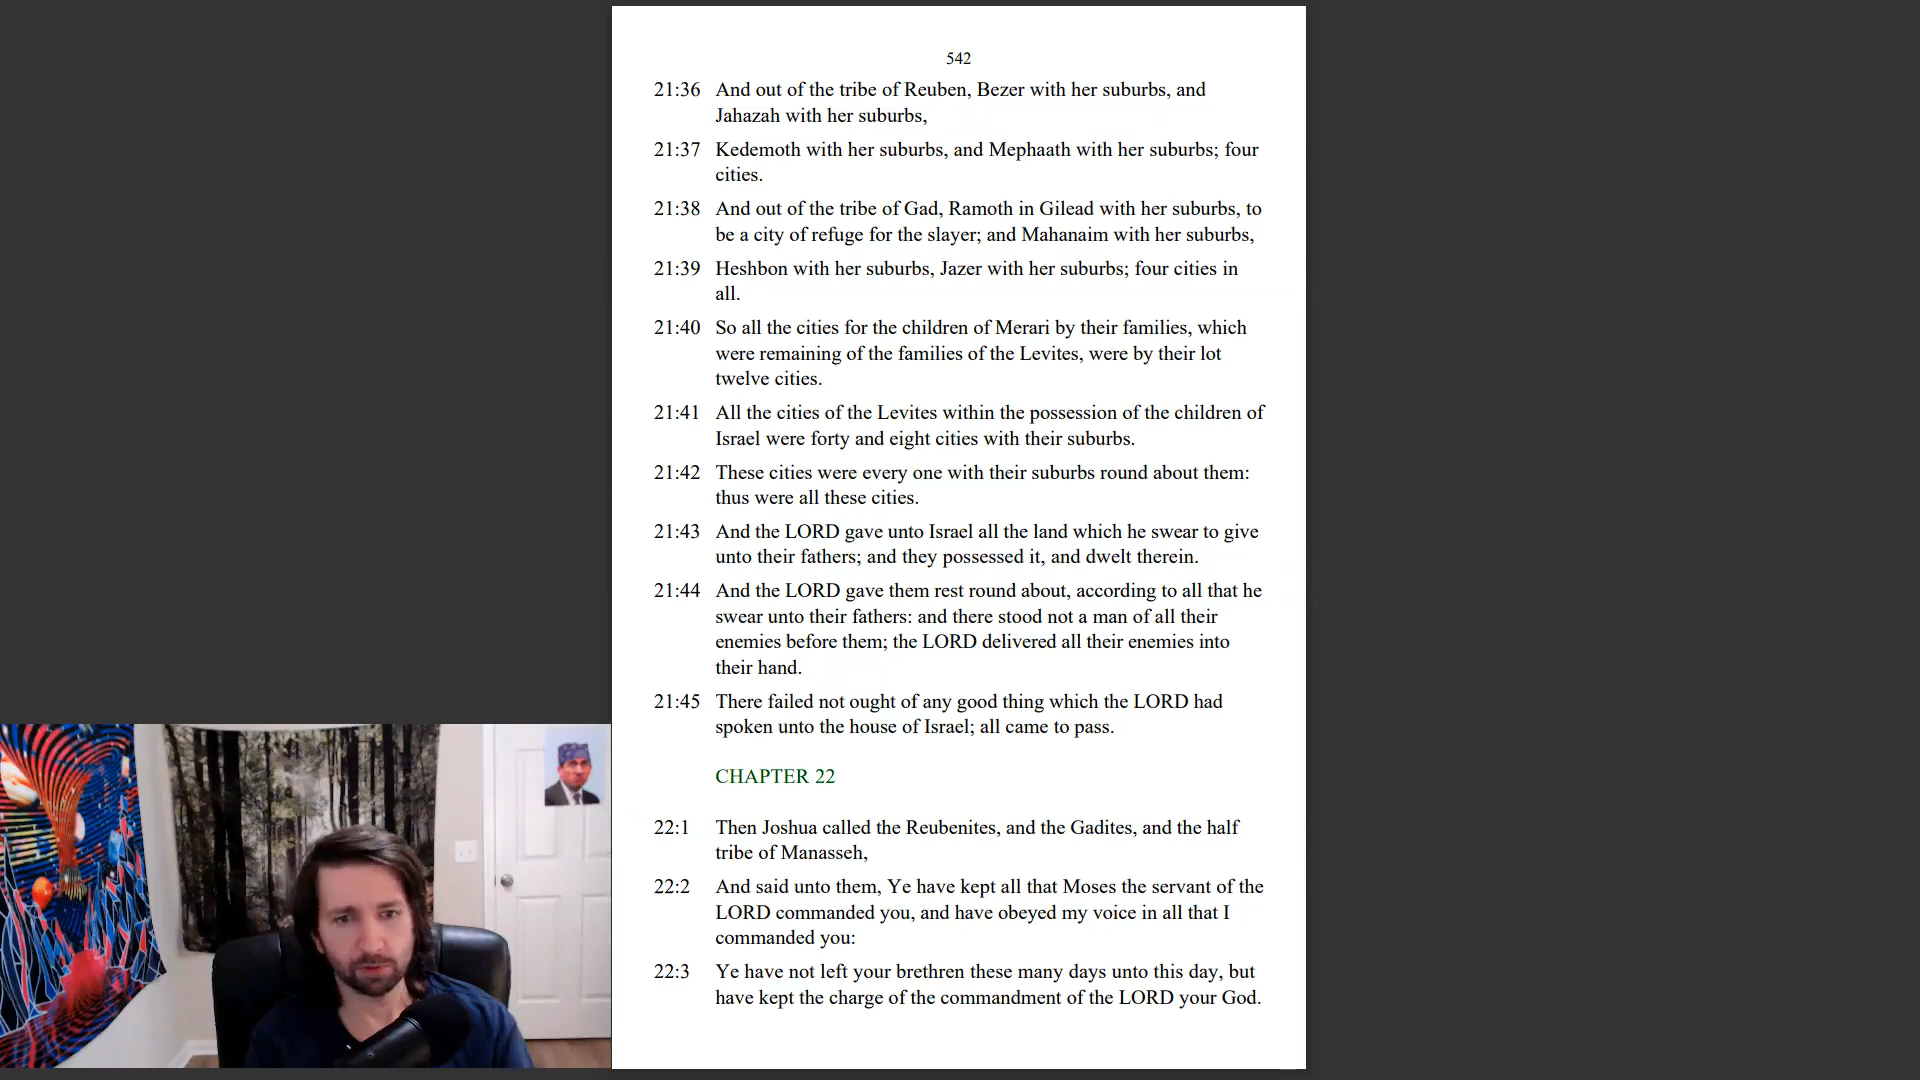 542
21:36 And out of the tribe of Reuben, Bezer with her suburbs, and
Jahazah with her suburbs,
21:37 Kedemoth with her suburbs, and Mephaath with her suburbs; four
cities.
21:38 And out of the tribe of Gad, Ramoth in Gilead with her suburbs, to
be a city of refuge for the slayer; and Mahanaim with her suburbs,
21:39 Heshbon with her suburbs, Jazer with her suburbs; four cities in
all.
21:40 So all the cities for the children of Merari by their families, which
were remaining of the families of the Levites, were by their lot
twelve cities.
21:41 All the cities of the Levites within the possession of the children of
Israel were forty and eight cities with their suburbs.
21:42 These cities were every one with their suburbs round about them:
thus were all these cities.
21:43 And the LORD gave unto Israel all the land which he swear to give
unto their fathers; and they possessed it, and dwelt therein.
21:44 And the LORD gave them rest round about, according to all that he
swear unto their fathers: and there stood not a man of all their
enemies before them; the LORD delivered all their enemies into
their hand.
21:45 There failed not ought of any good thing which the LORD had
spoken unto the house of Israel; all came to pass.
CHAPTER 22
22:1 Then Joshua called the Reubenites, and the Gadites, and the half
tribe of Manasseh,
22:2 And said unto them, Ye have kept all that Moses the servant of the
LORD commanded you, and have obeyed my voice in all that I
commanded you:
22:3 Ye have not left your brethren these many days unto this day, but
have kept the charge of the commandment of the LORD your God.